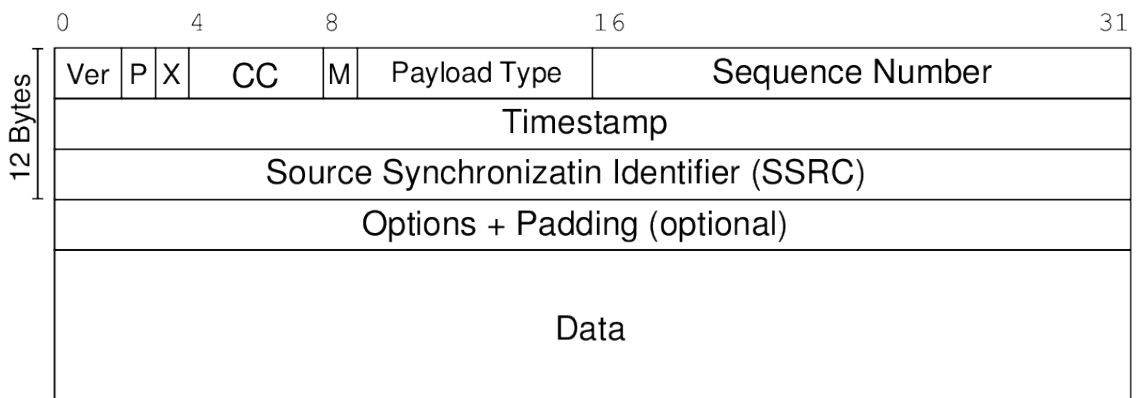 0 4 8 16 31
Ver P X CC M Payload Type Sequence Number
Timestamp
12 Bytes
Source Synchronizatin Identifier (SSRC)
Options + Padding (optional)
Data